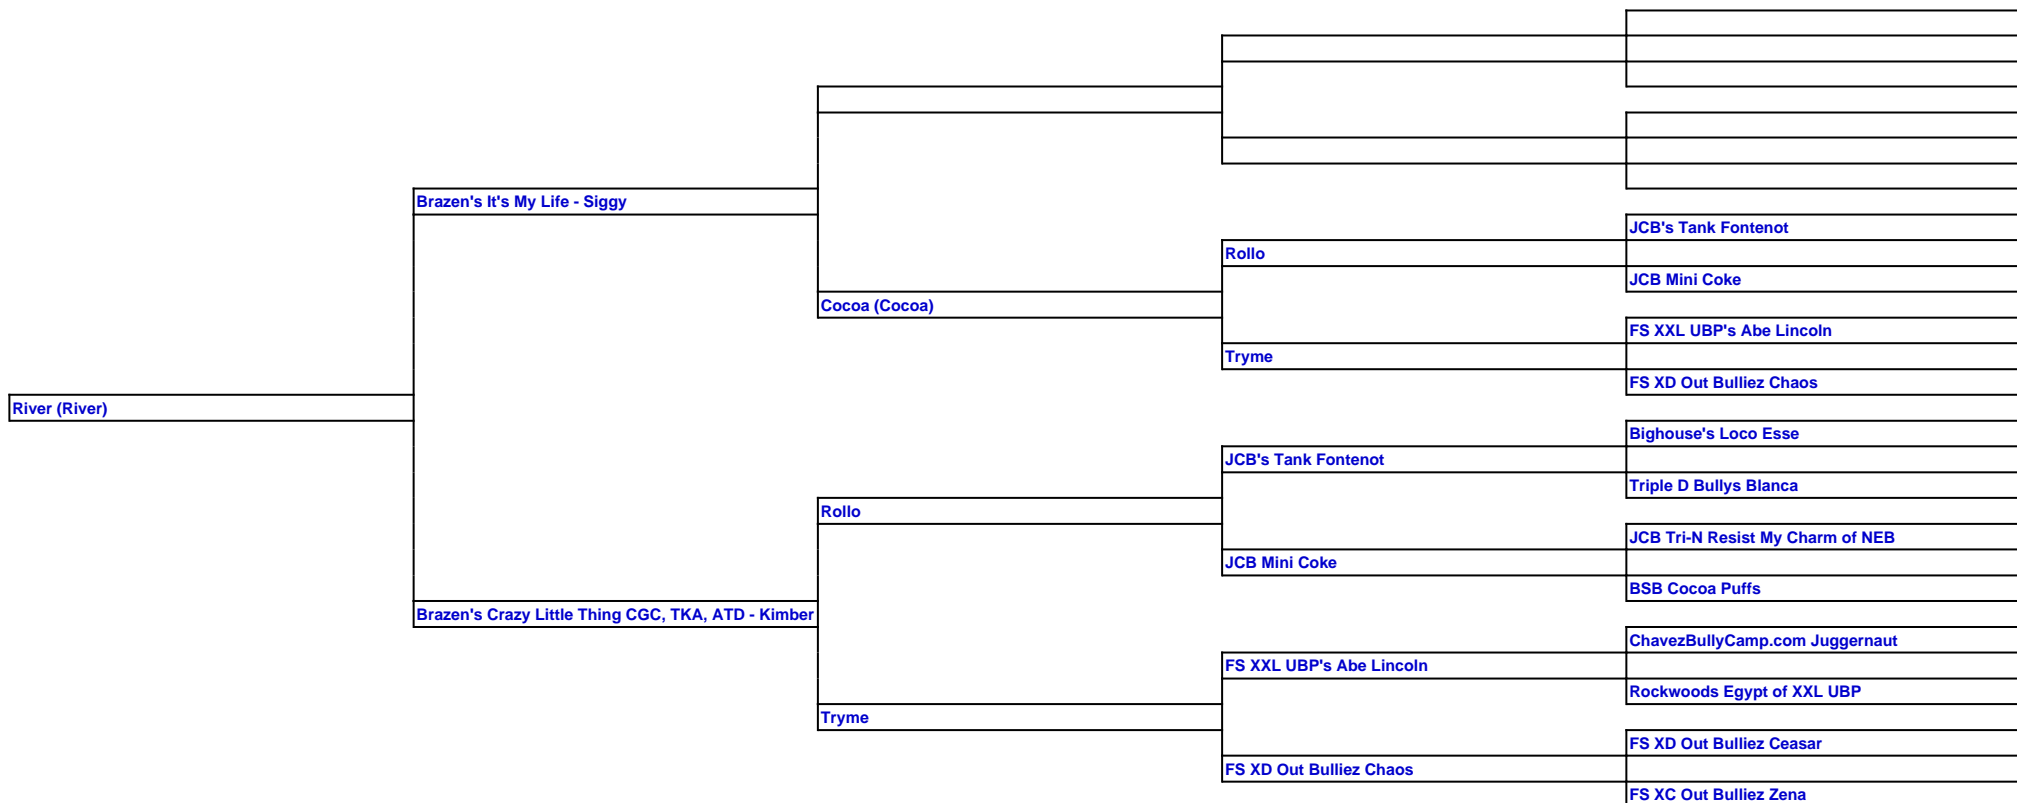 Brazen's It's My Life - Siggy
JCB's Tank Fontenot
Rollo
JCB Mini Coke
Cocoa (Cocoa)
FS XXL UBP's Abe Lincoln
Tryme
FS XD Out Bulliez Chaos
River (River)
Bighouse's Loco Esse
JCB's Tank Fontenot
Triple D Bullys Blanca
Rollo
JCB Tri-N Resist My Charm of NEB
JCB Mini Coke
BSB Cocoa Puffs
Brazen's Crazy Little Thing CGC, TKA, ATD - Kimber
ChavezBullyCamp.com Juggernaut
FS XXL UBP's Abe Lincoln
Rockwoods Egypt of XXL UBP
Tryme
FS XD Out Bulliez Ceasar
FS XD Out Bulliez Chaos
FS XC Out Bulliez Zena